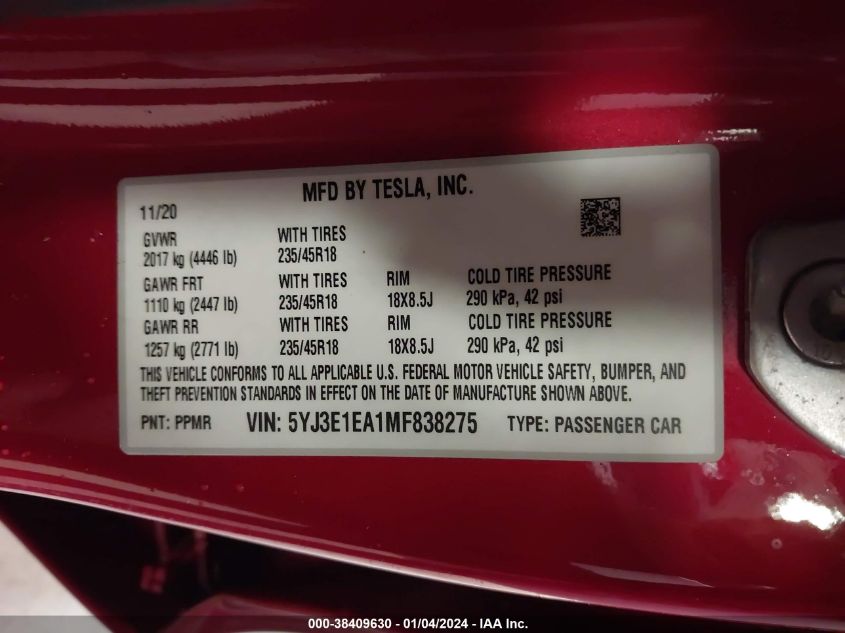 MFD BY TESLA, INC.
11/20
GVWR WITH TIRES
2017 kg (4446 lb) 235/45R18
GAWR FRT WITH TIRES RIM COLD TIRE PRESSURE
1110 kg (2447 lb) 235/45R18 18X8.5J 290 kPa, 42 psi
GAWR RR WITH TIRES RIM COLD TIRE PRESSURE
1257 kg (2771 lb) 235/45R18 18X8.5J 290 kPa, 42 psi
THIS VEHICLE CONFORMS TO ALL APPLICABLE U.S. FEDERAL MOTOR VEHICLE SAFETY, BUMPER, AND
THEFT PREVENTION STANDARDS IN EFFECT ON THE DATE OF MANUFACTURE SHOWN ABOVE.
PNT: PPMR VIN: 5YJ3E1EA1MF838275 TYPE: PASSENGER CAR
000-38409630 - 01/04/2024 - IAA Inc.